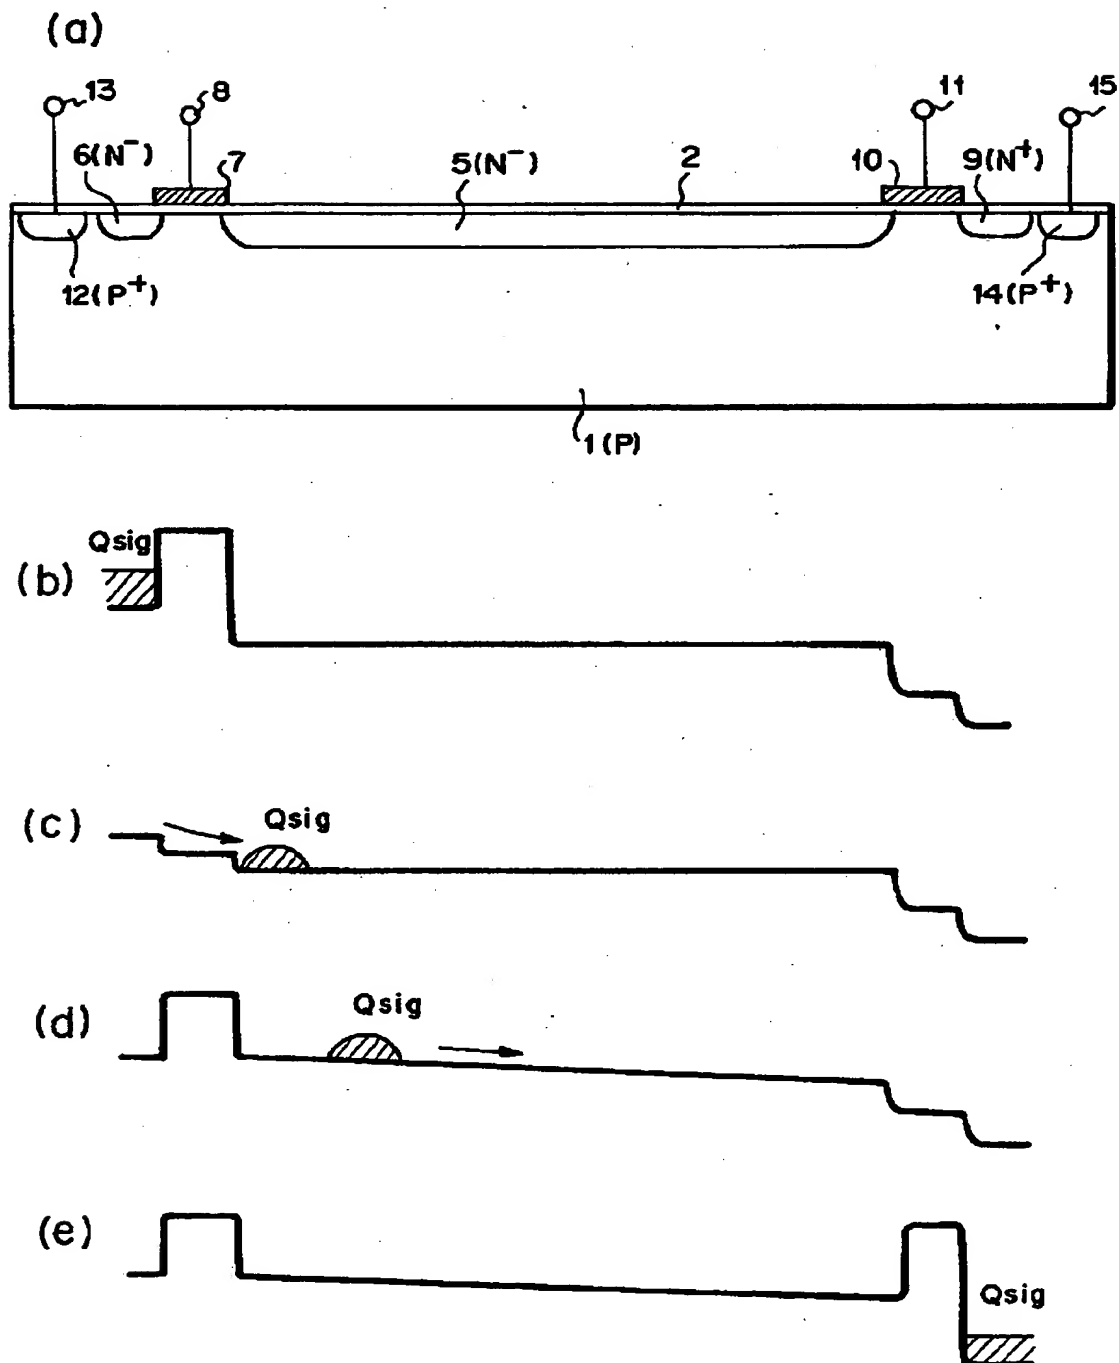 (a)
13 8 11 15
6(N⁻) 7 5(N⁻) 2 10 9(N⁺)
12(P⁺) 14(P⁺)
1(P)
(b) Qsig
(c) Qsig
(d) Qsig
(e) Qsig